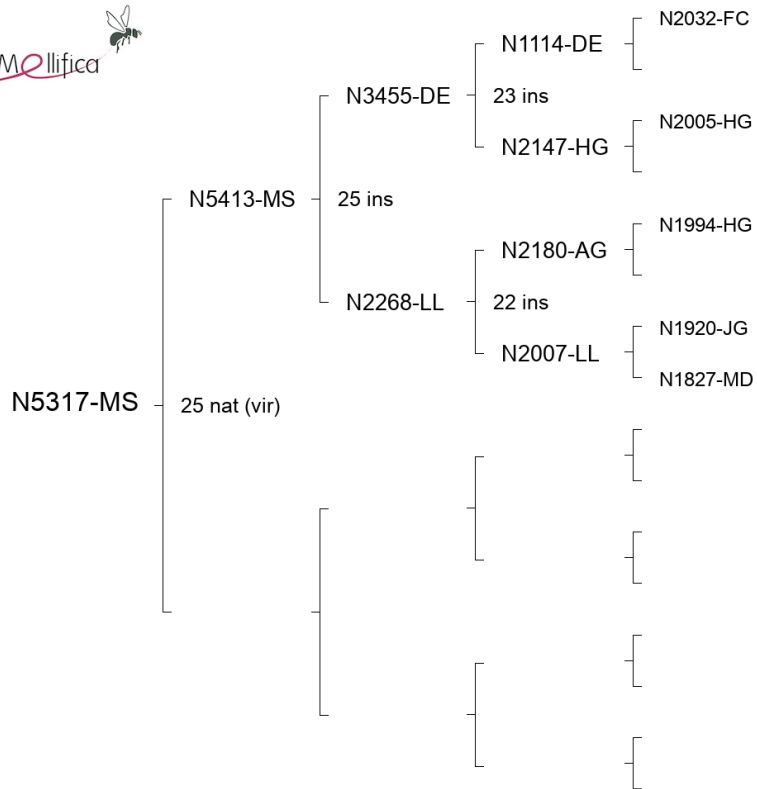 Mellifica
N2032-FC
N1114-DE
N3455-DE
23 ins
N2005-HG
N2147-HG
N5413-MS
25 ins
N1994-HG
N2180-AG
N2268-LL
22 ins
N1920-JG
N2007-LL
N1827-MD
N5317-MS
25 nat (vir)